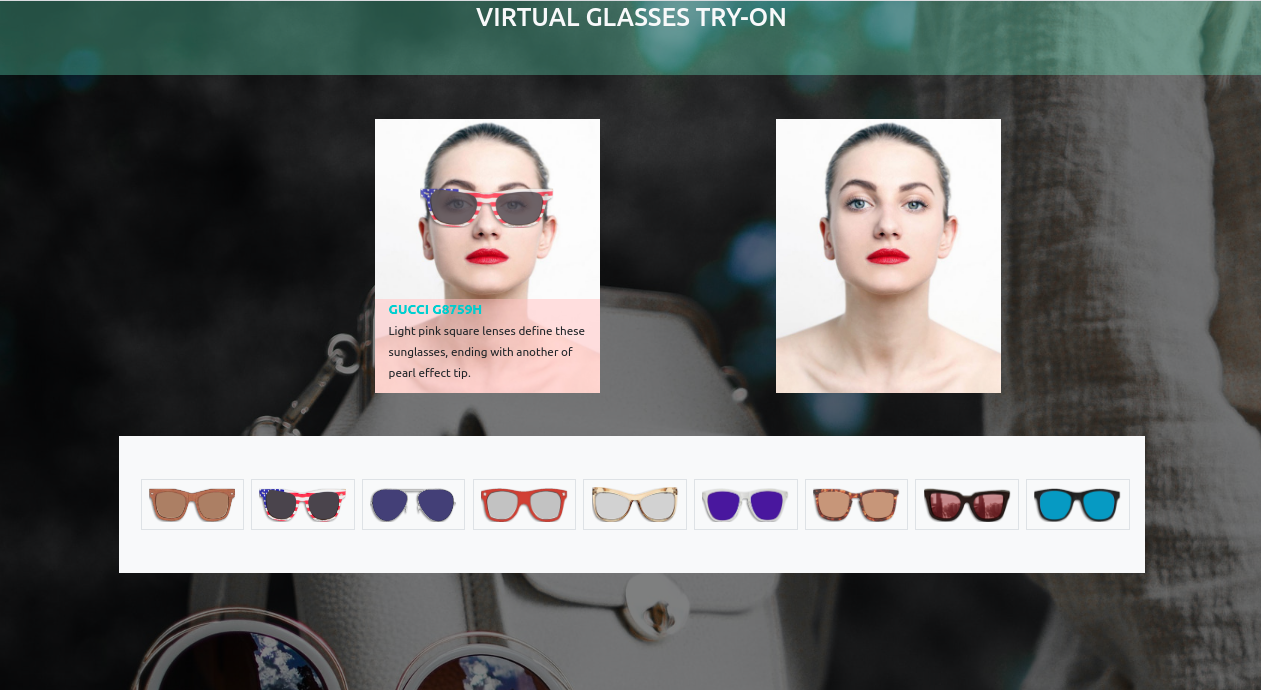 VIRTUAL GLASSES TRY-ON
GUCCI G8759H
Light pink square lenses define these
sunglasses, ending with another of
pearl effect tip.